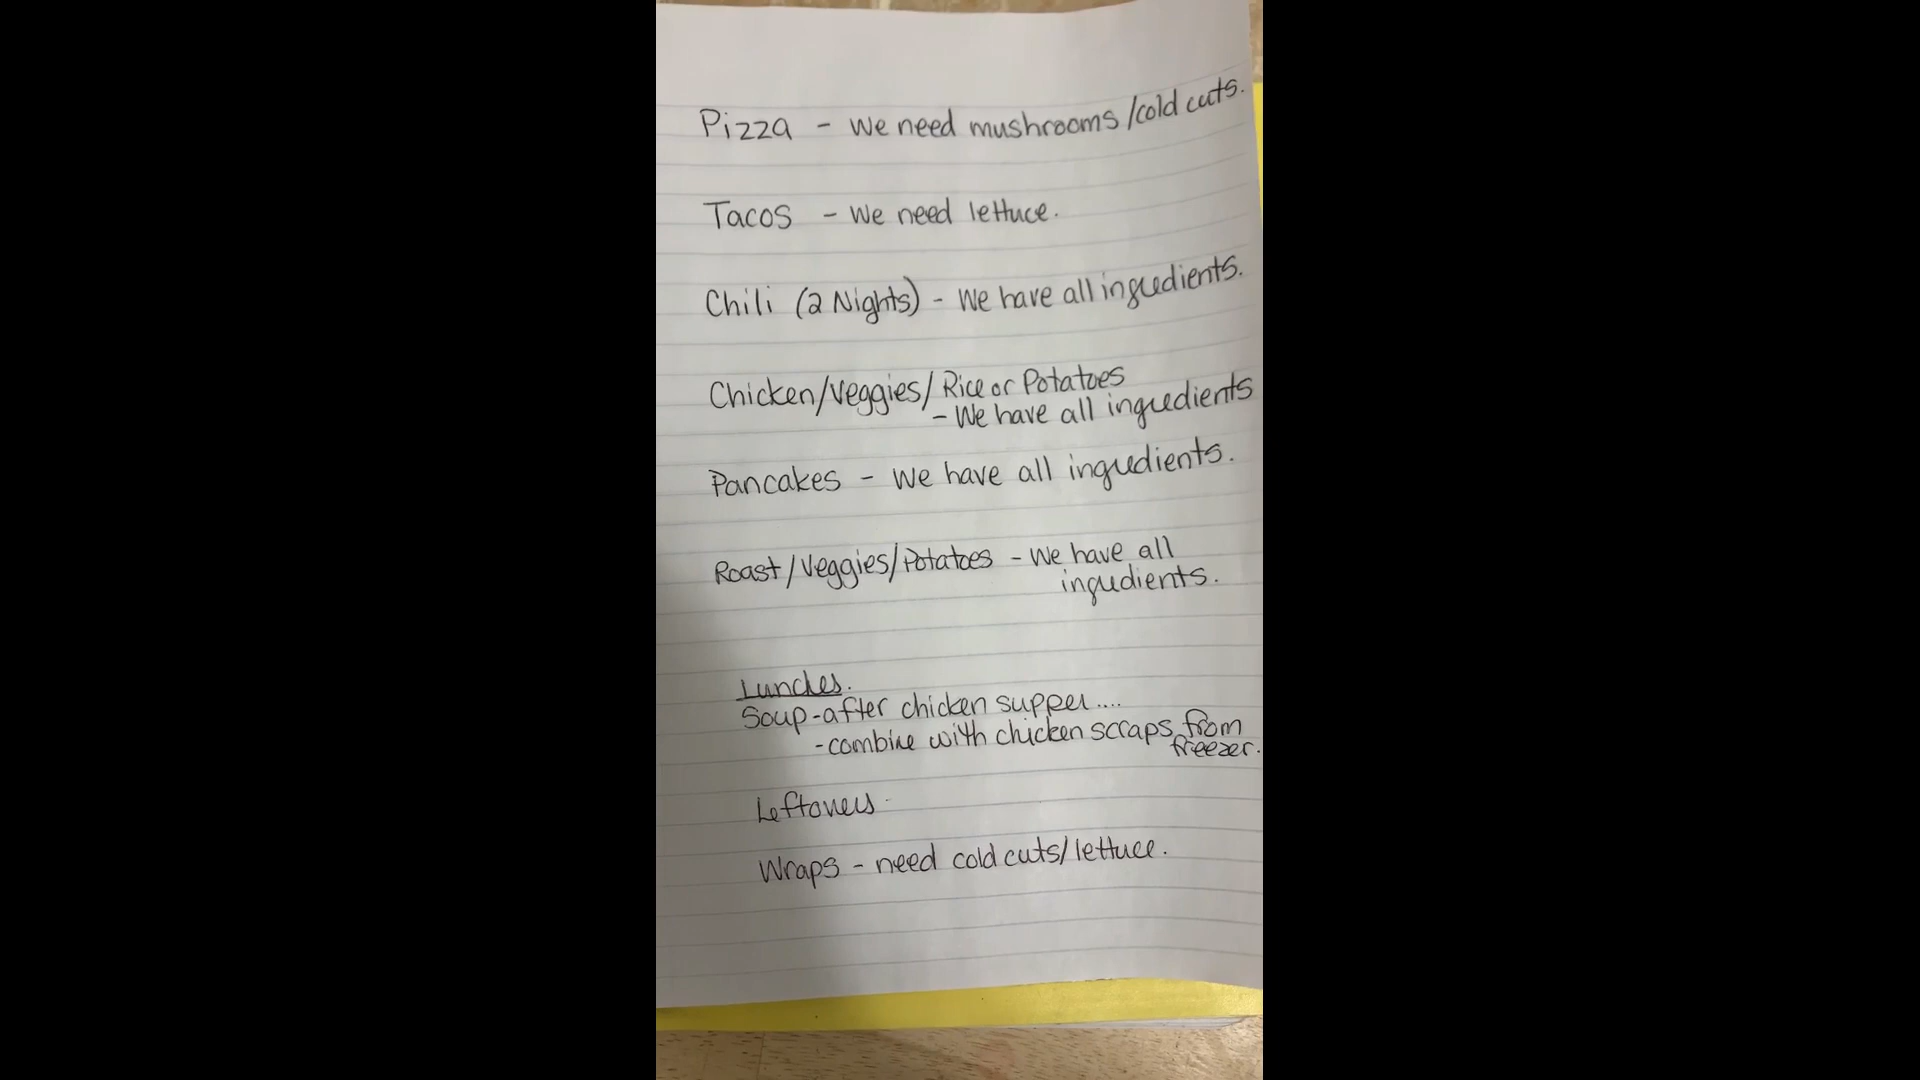 Pizza - We need mushrooms/cold cuts.
Tacos - We need lettuce.
Chili (2 Nights) - We have all ingredients.
Chicken/Veggies/Rice or Potatoes
- We have all ingredients
Pancakes - We have all ingredients.
Roast/Veggies/Potatoes - We have all
ingredients.
Lunches.
Soup-after chicken supper....
-combine with chicken scraps from
freezer.
Leftovers
Wraps - need cold cuts/lettuce.